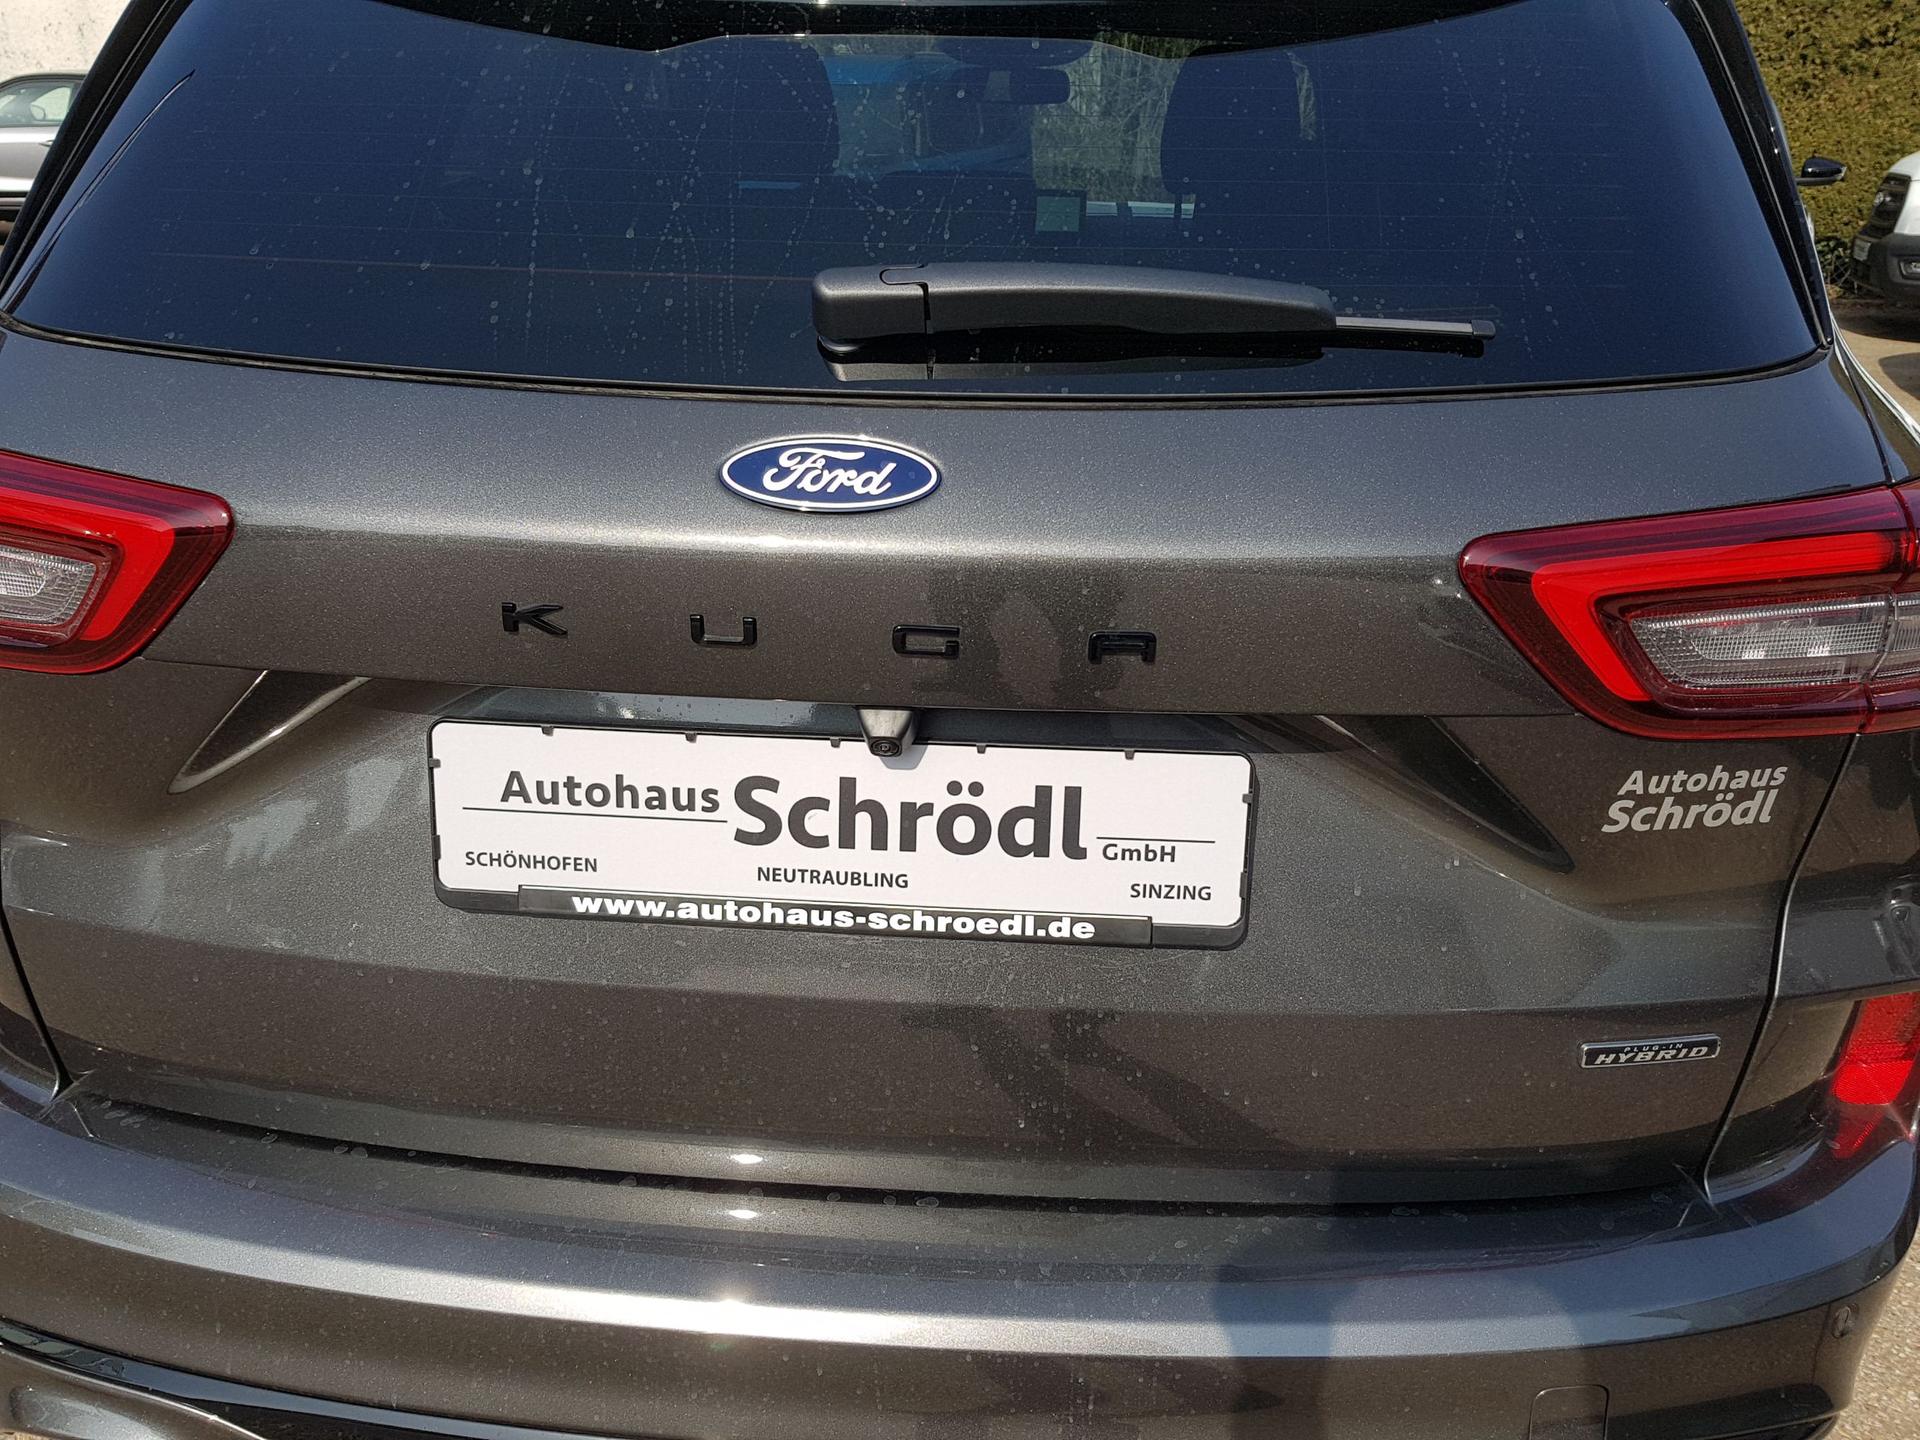 Ford
KUGA
Autohaus Schrödl GmbH
SCHÖNHOFEN NEUTRAUBLING SINZING
www.autohaus-schroedl.de
Autohaus
Schrödl
PLUG-IN
HYBRID